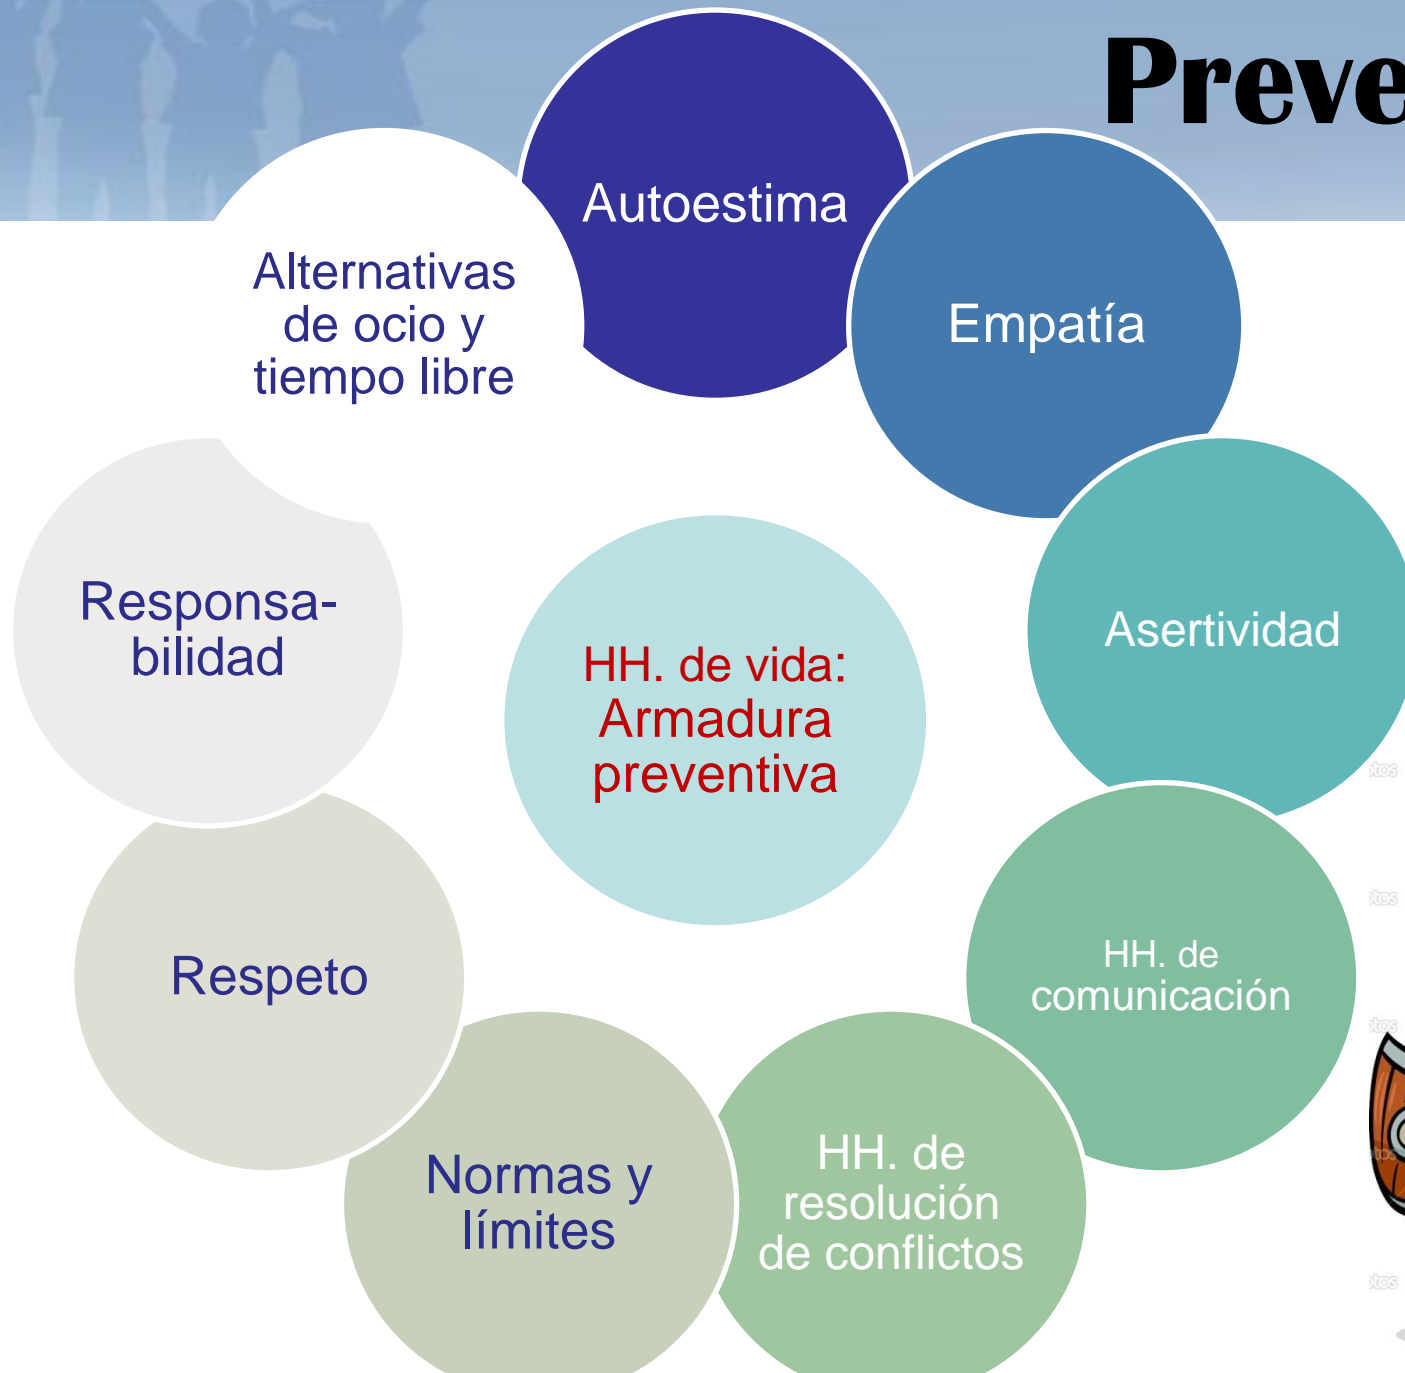 Preve
Autoestima
Empatía
Asertividad
HH. de
comunicación
HH. de
resolución
de conflictos
Normas y
límites
Respeto
Responsa-
bilidad
Alternativas
de ocio y
tiempo libre
HH. de vida:
Armadura
preventiva